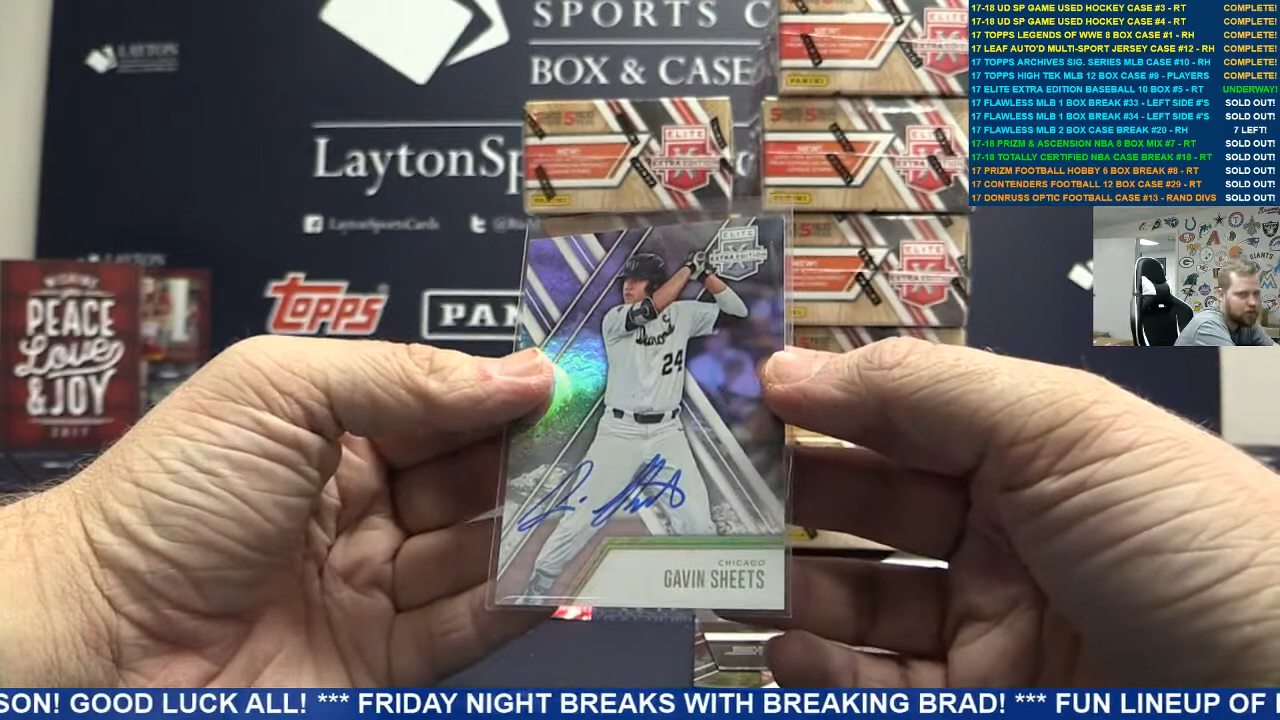 SPORTS C
BOX & CASE
LAYTON
LaytonSp
LaytonSportsCards
TOPPS
PAN
PEACE
Love
& JOY
2017
NEW!
ELITE
EXTRA EDITION
PANINI
ELITE
EXTRA EDITION
24
CHICAGO
GAVIN SHEETS
GIANTS
17-18 UD SP GAME USED HOCKEY CASE #3 - RT COMPLETE!
17-18 UD SP GAME USED HOCKEY CASE #4 - RT COMPLETE!
17 TOPPS LEGENDS OF WWE 8 BOX CASE #1 - RH COMPLETE!
17 LEAF AUTO'D MULTI-SPORT JERSEY CASE #12 - RH COMPLETE!
17 TOPPS ARCHIVES SIG. SERIES MLB CASE #10 - RH COMPLETE!
17 TOPPS HIGH TEK MLB 12 BOX CASE #9 - PLAYERS COMPLETE!
17 ELITE EXTRA EDITION BASEBALL 10 BOX #5 - RT UNDERWAY!
17 FLAWLESS MLB 1 BOX BREAK #33 - LEFT SIDE #'S SOLD OUT!
17 FLAWLESS MLB 1 BOX BREAK #34 - LEFT SIDE #'S SOLD OUT!
17 FLAWLESS MLB 2 BOX CASE BREAK #20 - RH 7 LEFT!
17-18 PRIZM & ASCENSION NBA 8 BOX MIX #7 - RT SOLD OUT!
17-18 TOTALLY CERTIFIED NBA CASE BREAK #18 - RT SOLD OUT!
17 PRIZM FOOTBALL HOBBY 6 BOX BREAK #8 - RT SOLD OUT!
17 CONTENDERS FOOTBALL 12 BOX CASE #29 - RT SOLD OUT!
17 DONRUSS OPTIC FOOTBALL CASE #13 - RAND DIVS SOLD OUT!
SON! GOOD LUCK ALL! *** FRIDAY NIGHT BREAKS WITH BREAKING BRAD! *** FUN LINEUP OF